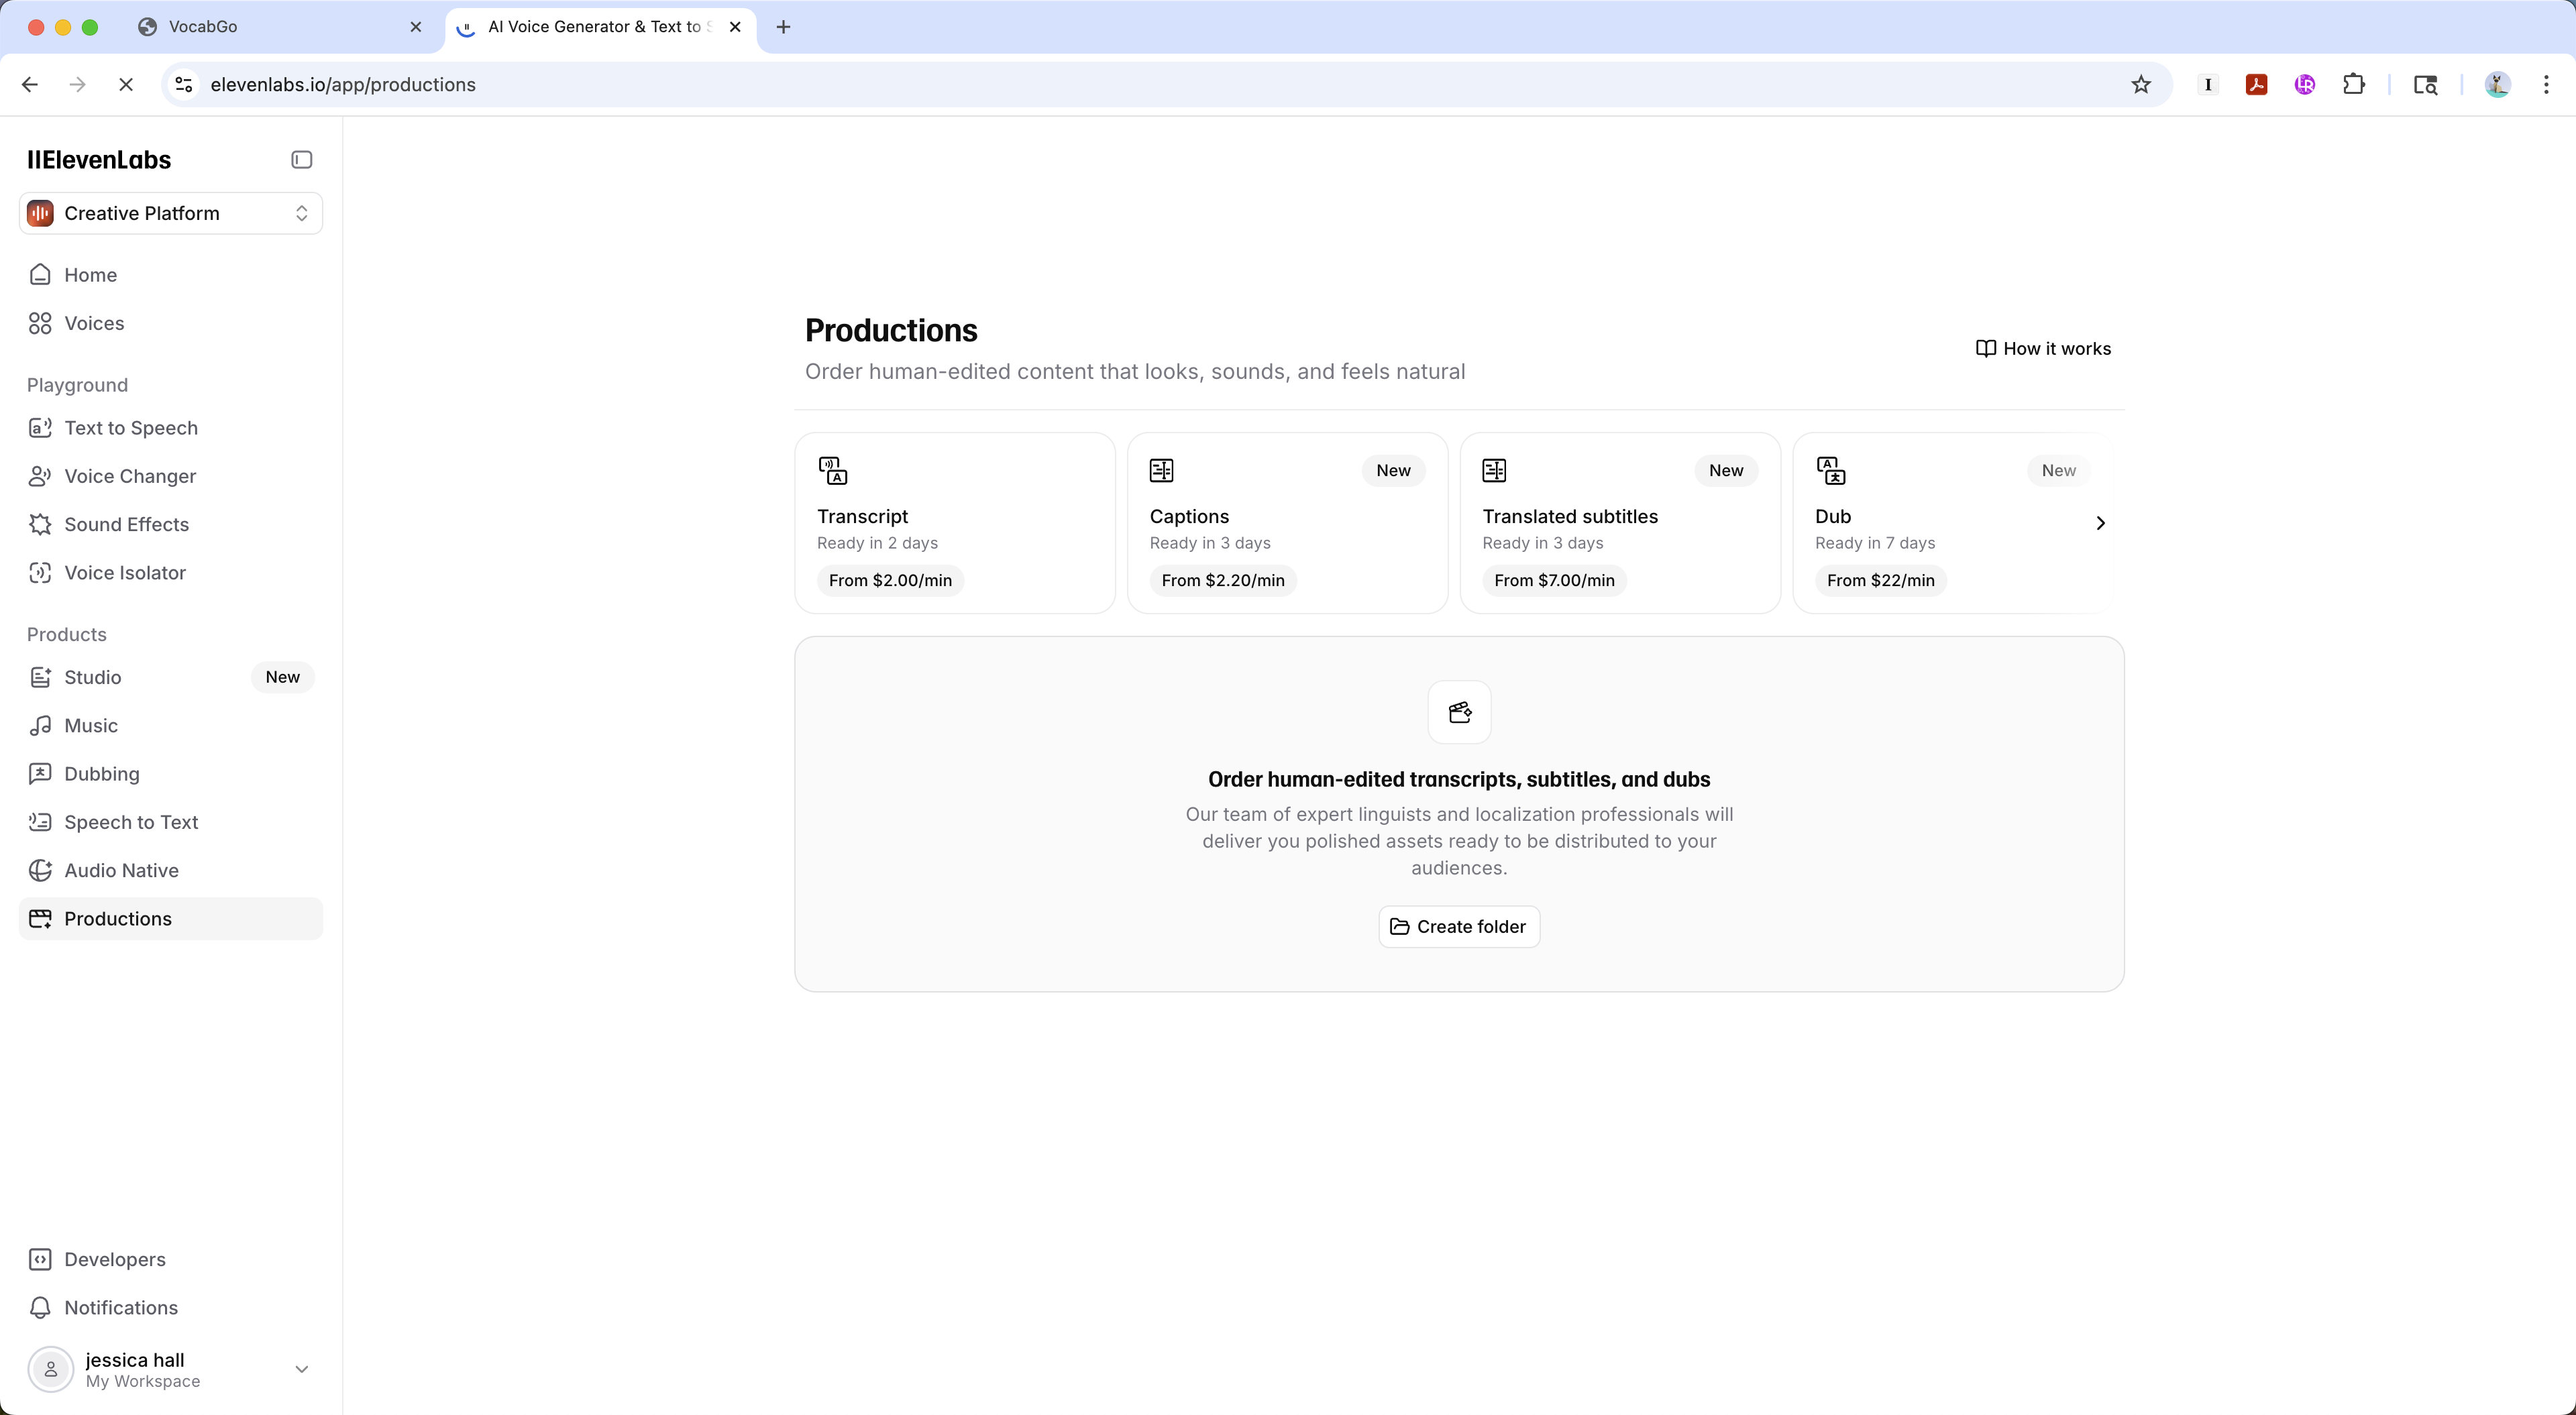 VocabGo
AI Voice Generator & Text to
elevenlabs.io/app/productions
IIElevenLabs
Creative Platform
Home
Voices
Playground
Text to Speech
Voice Changer
Sound Effects
Voice Isolator
Products
Studio New
Music
Dubbing
Speech to Text
Audio Native
Productions
Developers
Notifications
jessica hall
My Workspace
Productions
Order human-edited content that looks, sounds, and feels natural
How it works
Transcript
Ready in 2 days
From $2.00/min
New
Captions
Ready in 3 days
From $2.20/min
New
Translated subtitles
Ready in 3 days
From $7.00/min
New
Dub
Ready in 7 days
From $22/min
Order human-edited transcripts, subtitles, and dubs
Our team of expert linguists and localization professionals will
deliver you polished assets ready to be distributed to your
audiences.
Create folder